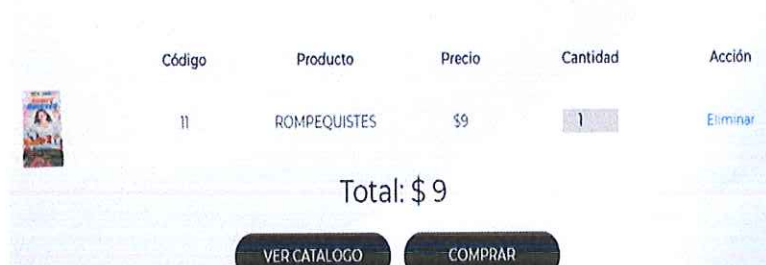 Código Producto Precio Cantidad Acción
11 ROMPEQUISTES $9 1 Eliminar
Total: $ 9
VER CATALOGO COMPRAR